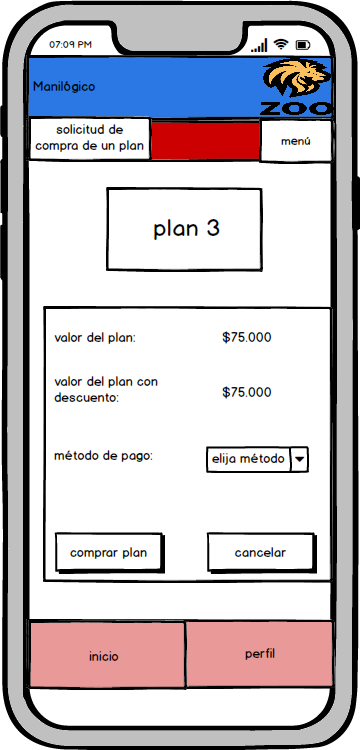 07:09 PM
Manilógico
ZOO
solicitud de
compra de un plan
menú
plan 3
valor del plan:
$75.000
valor del plan con
descuento:
$75.000
método de pago:
elija método
comprar plan
cancelar
inicio
perfil